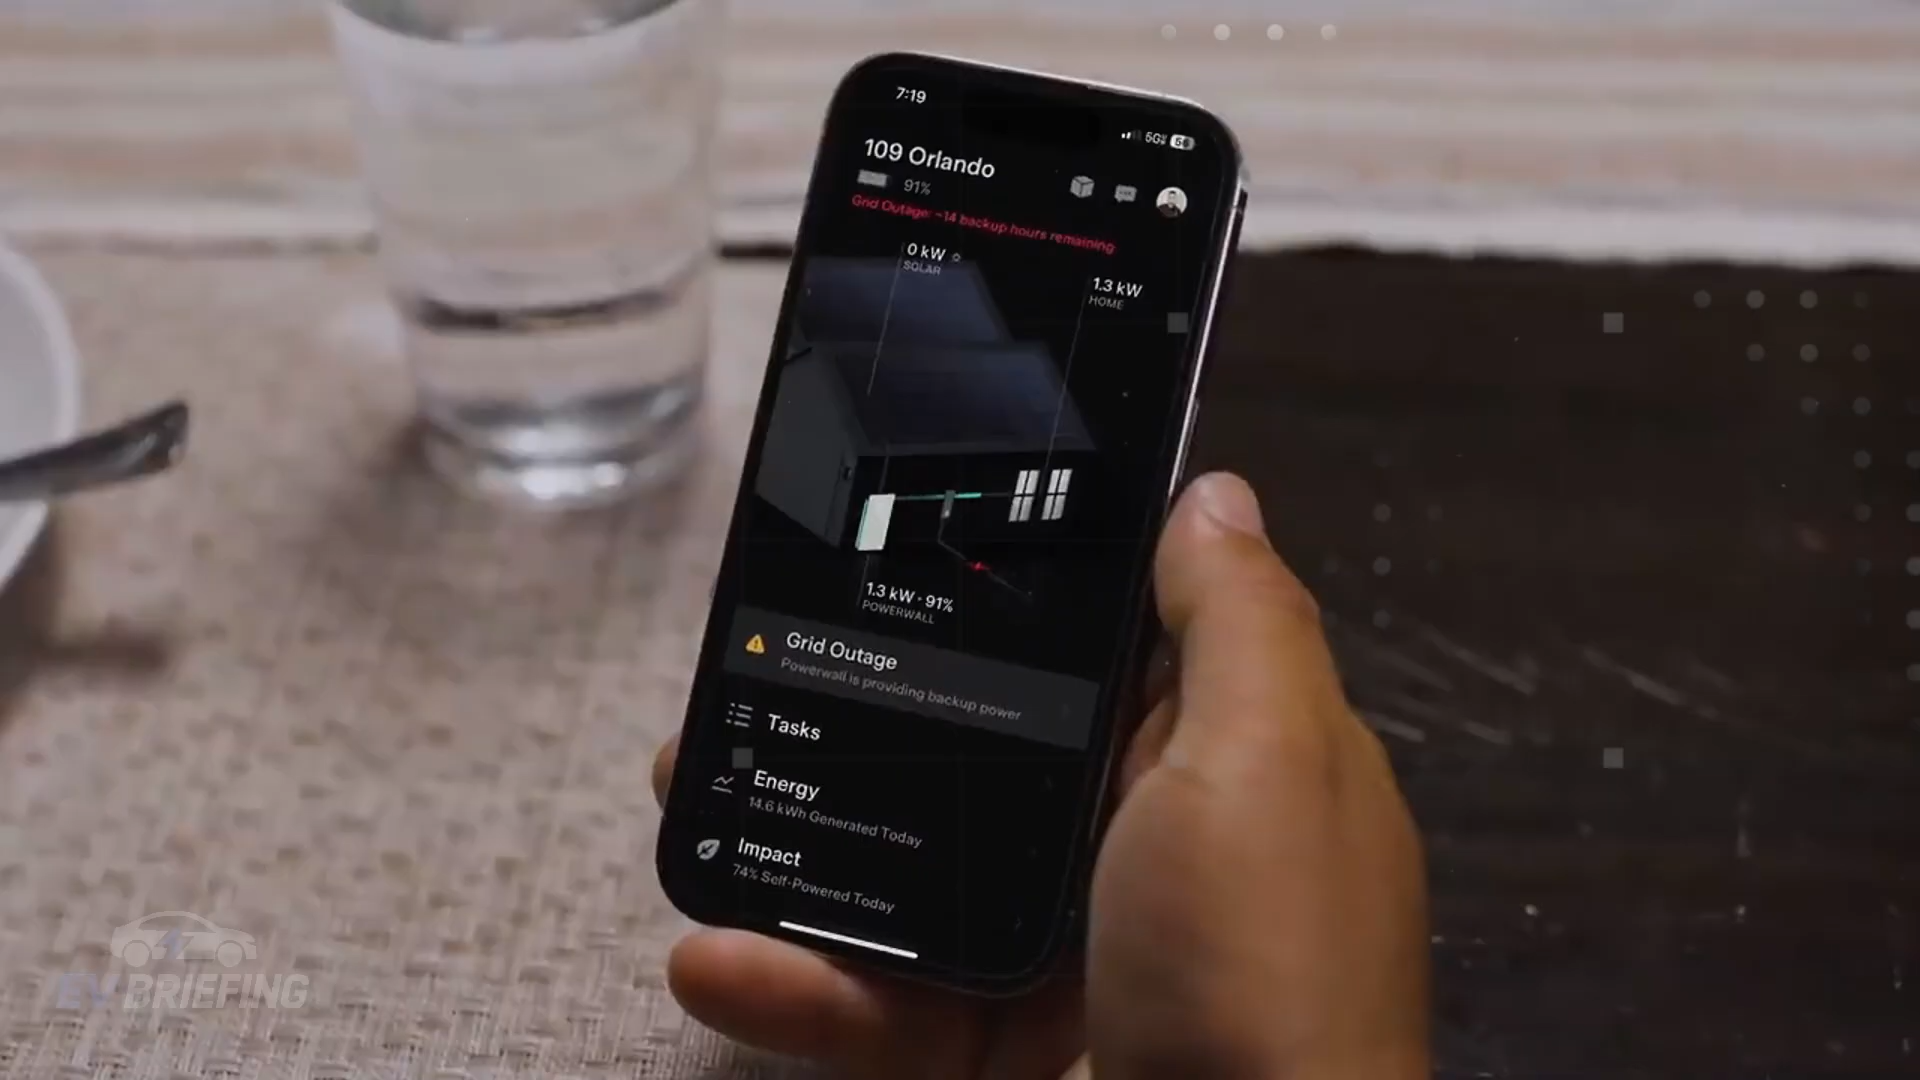 7:19
5G 56
109 Orlando
91%
Grid Outage: ~14 backup hours remaining
0 kW
SOLAR
1.3 kW
HOME
1.3 kW · 91%
POWERWALL
Grid Outage
Powerwall is providing backup power
Tasks
Energy
14.6 kWh Generated Today
Impact
74% Self-Powered Today
EV BRIEFING